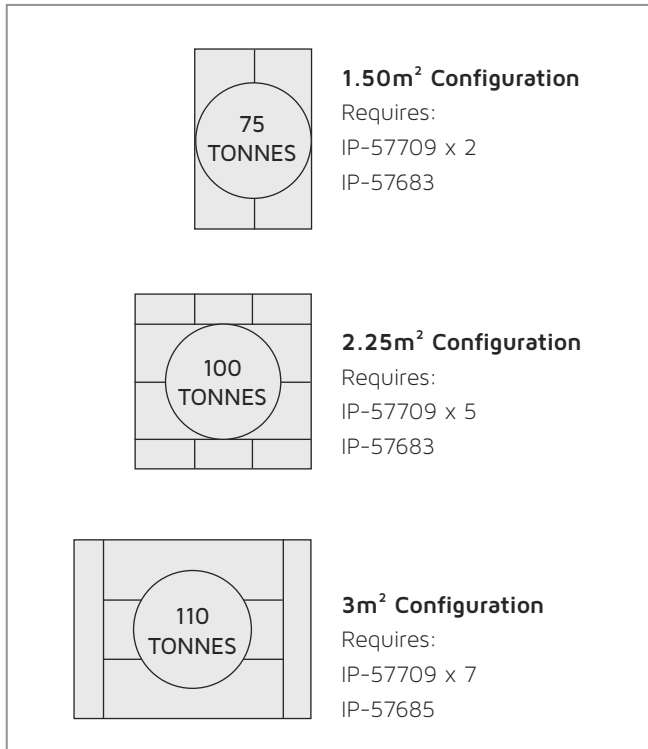 75
TONNES
1.50m² Configuration
Requires:
IP-57709 x 2
IP-57683
100
TONNES
2.25m² Configuration
Requires:
IP-57709 x 5
IP-57683
110
TONNES
3m² Configuration
Requires:
IP-57709 x 7
IP-57685